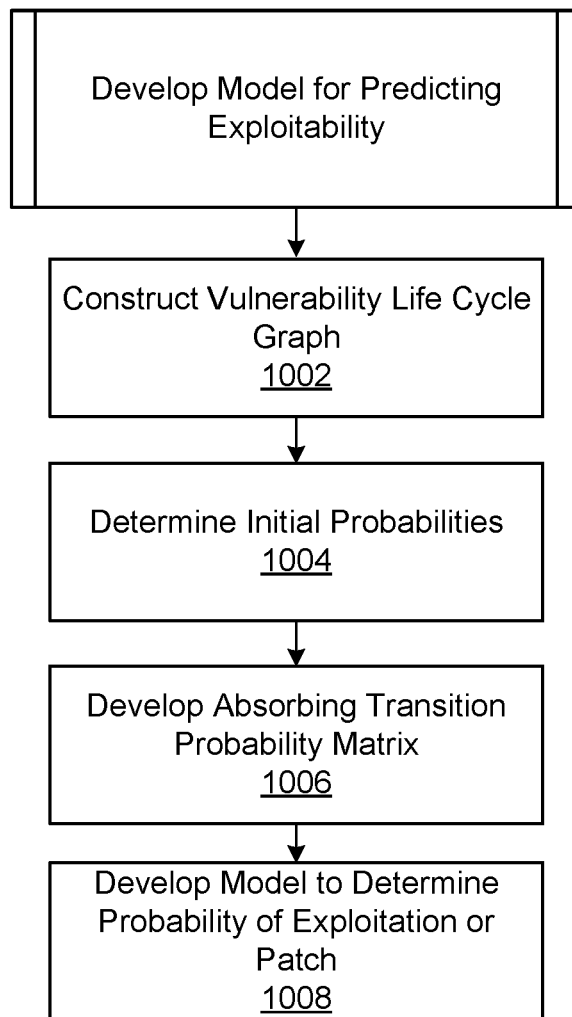 Develop Model for Predicting
Exploitability
Construct Vulnerability Life Cycle
Graph
1002
Determine Initial Probabilities
1004
Develop Absorbing Transition
Probability Matrix
1006
Develop Model to Determine
Probability of Exploitation or
Patch
1008